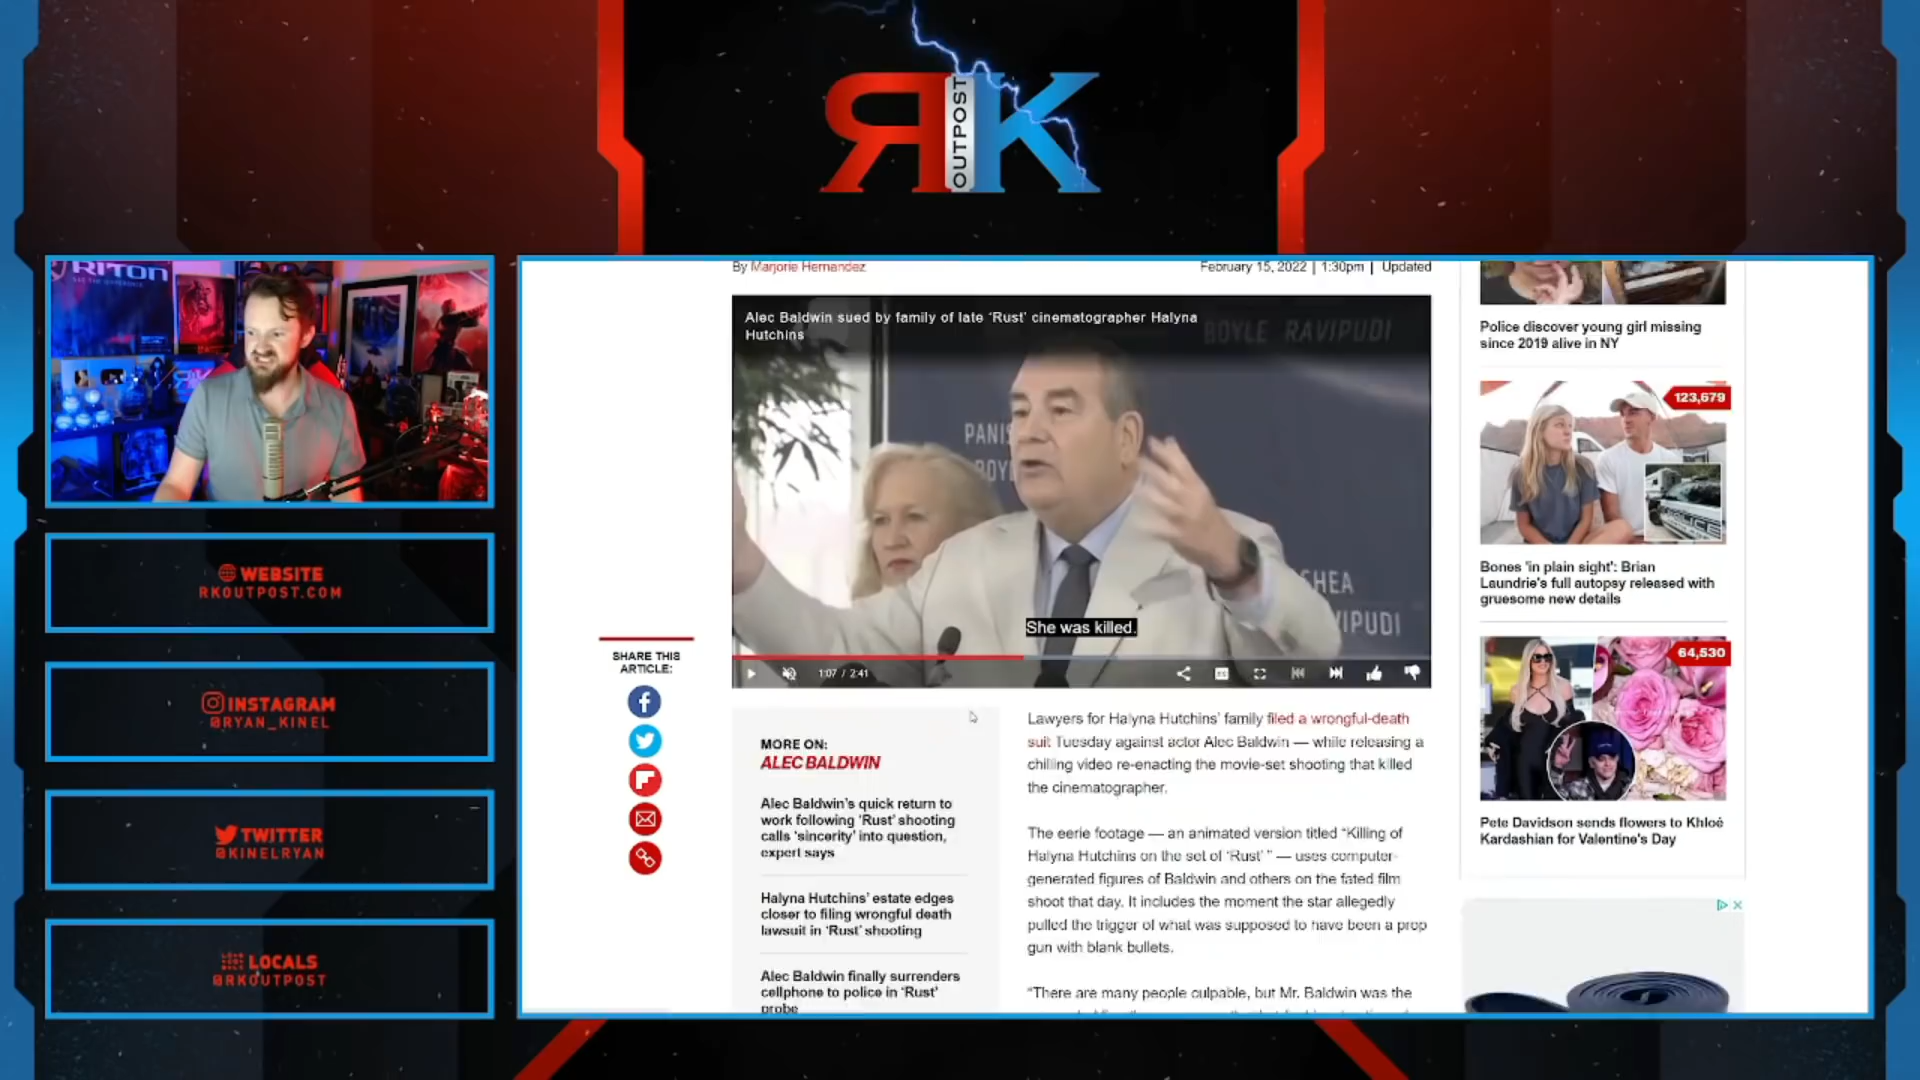 RK
OUTPOST
RITON
WEBSITE
RKOUTPOST.COM
INSTAGRAM
@RYAN_KINEL
TWITTER
@KINELRYAN
LOCALS
@RKOUTPOST
By Marjorie Hernandez
February 15, 2022 | 1:30pm | Updated
Alec Baldwin sued by family of late ‘Rust’ cinematographer Halyna
Hutchins
BOYLE RAVIPUDI
PANIS
BOY
SHEA
VIPUDI
She was killed.
1:07 / 2:41
SHARE THIS
ARTICLE:
MORE ON:
ALEC BALDWIN
Alec Baldwin's quick return to
work following ‘Rust’ shooting
calls ‘sincerity’ into question,
expert says
Halyna Hutchins’ estate edges
closer to filing wrongful death
lawsuit in ‘Rust’ shooting
Alec Baldwin finally surrenders
cellphone to police in ‘Rust’
probe
Lawyers for Halyna Hutchins’ family filed a wrongful-death
suit Tuesday against actor Alec Baldwin — while releasing a
chilling video re-enacting the movie-set shooting that killed
the cinematographer.
The eerie footage — an animated version titled “Killing of
Halyna Hutchins on the set of ‘Rust’ ” — uses computer-
generated figures of Baldwin and others on the fated film
shoot that day. It includes the moment the star allegedly
pulled the trigger of what was supposed to have been a prop
gun with blank bullets.
“There are many people culpable, but Mr. Baldwin was the
Police discover young girl missing
since 2019 alive in NY
123,679
POLICE
Bones 'in plain sight': Brian
Laundrie's full autopsy released with
gruesome new details
64,530
Pete Davidson sends flowers to Khloé
Kardashian for Valentine's Day